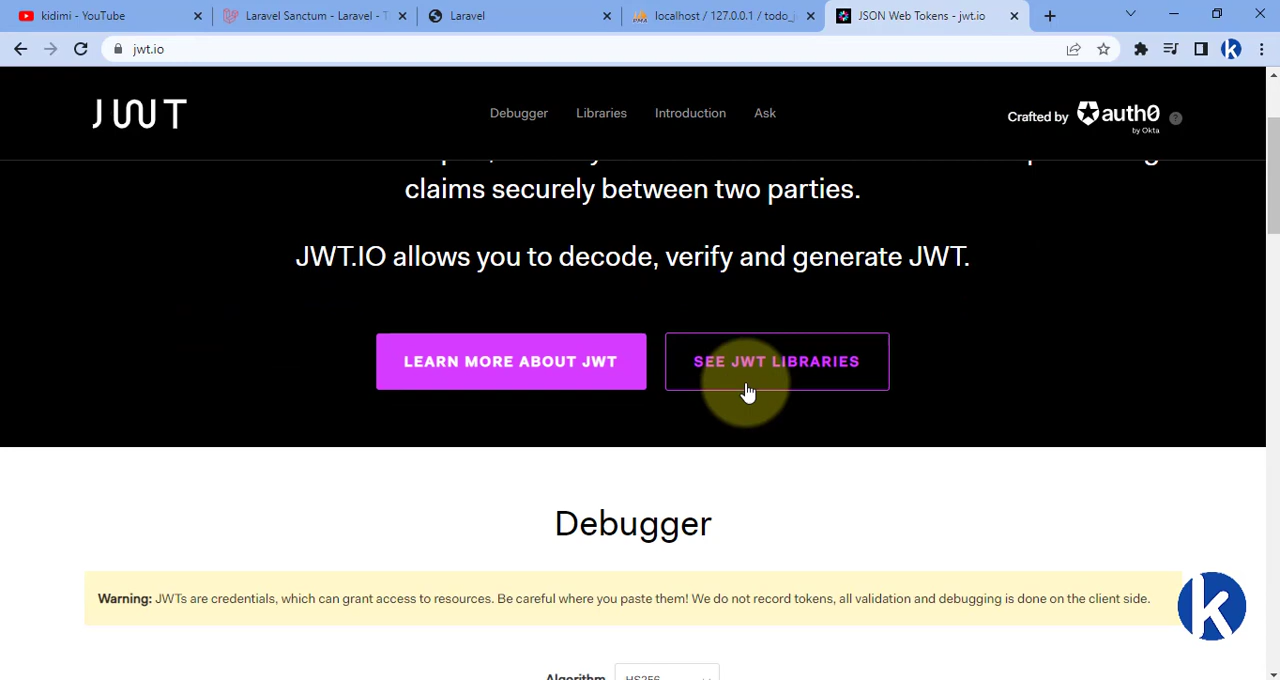 kidimi - YouTube
Laravel Sanctum - Laravel - T
Laravel
localhost / 127.0.0.1 / todo_
JSON Web Tokens - jwt.io
jwt.io
JWT
Debugger
Libraries
Introduction
Ask
Crafted by auth0
by Okta
?
claims securely between two parties.
JWT.IO allows you to decode, verify and generate JWT.
LEARN MORE ABOUT JWT
SEE JWT LIBRARIES
Debugger
Warning: JWTs are credentials, which can grant access to resources. Be careful where you paste them! We do not record tokens, all validation and debugging is done on the client side.
Algorithm HS256
k